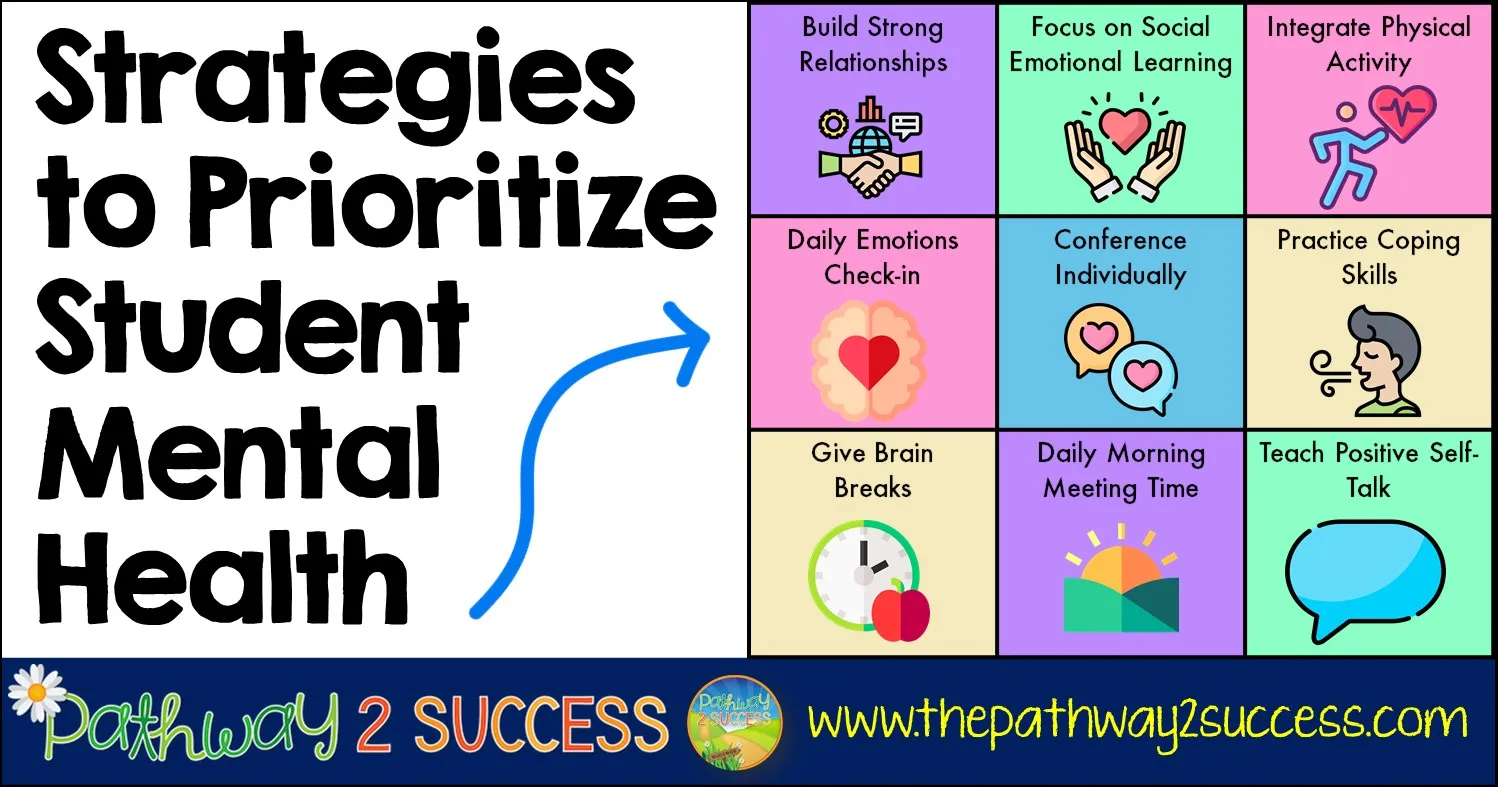 Strategies
to Prioritize
Student
Mental
Health
Build Strong
Relationships
Focus on Social
Emotional Learning
Integrate Physical
Activity
Daily Emotions
Check-in
Conference
Individually
Practice Coping
Skills
Give Brain
Breaks
Daily Morning
Meeting Time
Teach Positive Self-
Talk
Pathway 2 SUCCESS
Pathway
2 SUCCESS
www.thepathway2success.com